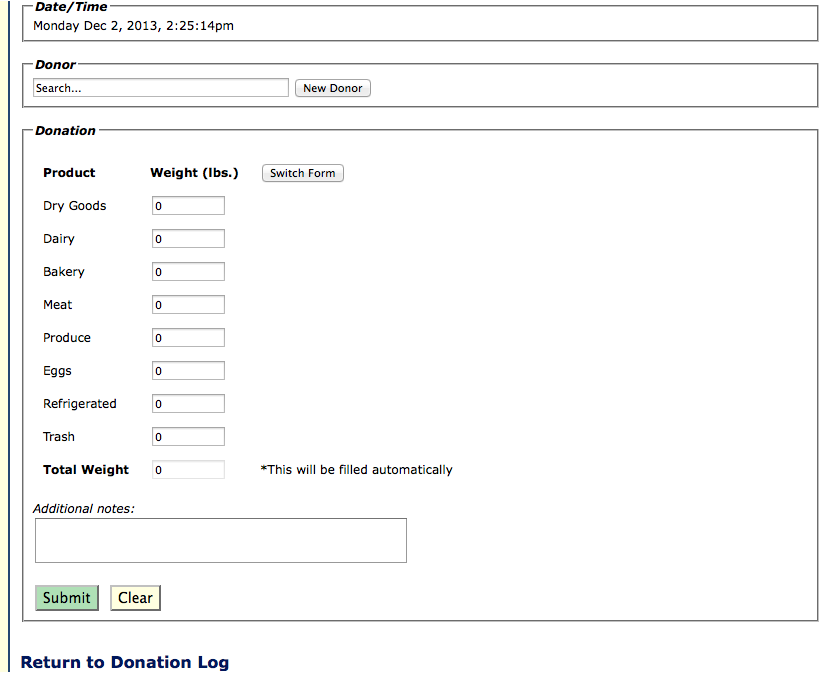 Date/Time
Monday Dec 2, 2013, 2:25:14pm
Donor
Search... New Donor
Donation
Product Weight (lbs.) Switch Form
Dry Goods 0
Dairy 0
Bakery 0
Meat 0
Produce 0
Eggs 0
Refrigerated 0
Trash 0
Total Weight 0 *This will be filled automatically
Additional notes:
Submit Clear
Return to Donation Log